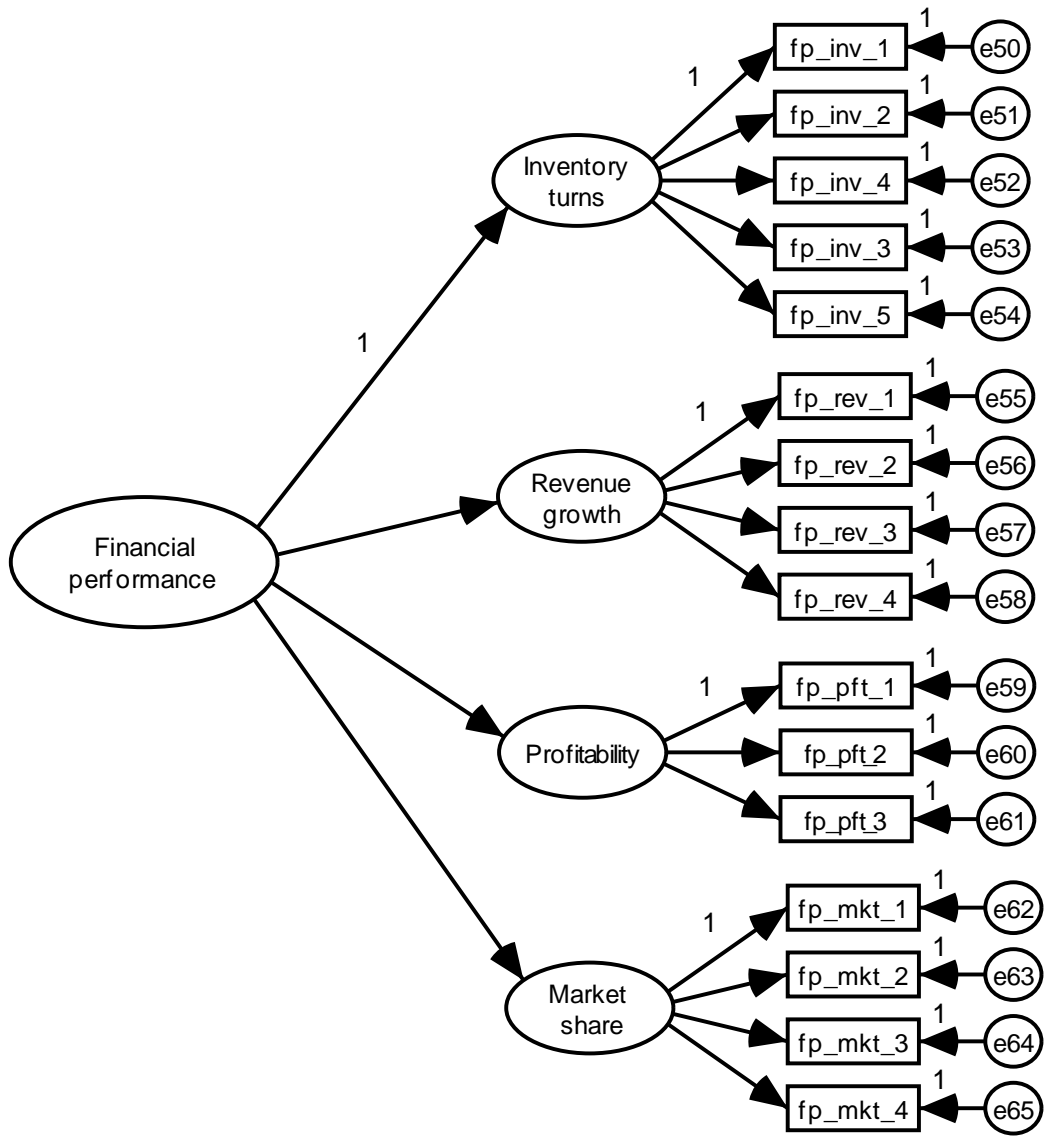 1
fp_inv_1
1
e50
fp_inv_2
1
e51
fp_inv_4
1
e52
fp_inv_3
1
e53
fp_inv_5
1
e54
Inventory
turns
1
1
fp_rev_1
1
e55
fp_rev_2
1
e56
fp_rev_3
1
e57
fp_rev_4
1
e58
Revenue
growth
Financial
performance
1
fp_pft_1
1
e59
fp_pft_2
1
e60
fp_pft_3
1
e61
Profitability
1
fp_mkt_1
1
e62
fp_mkt_2
1
e63
fp_mkt_3
1
e64
fp_mkt_4
1
e65
Market
share